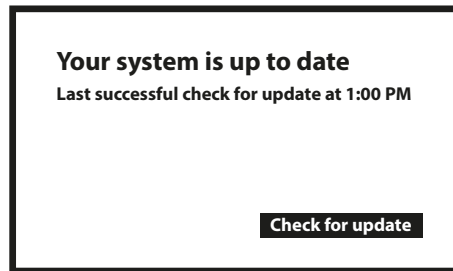 Your system is up to date
Last successful check for update at 1:00 PM
Check for update